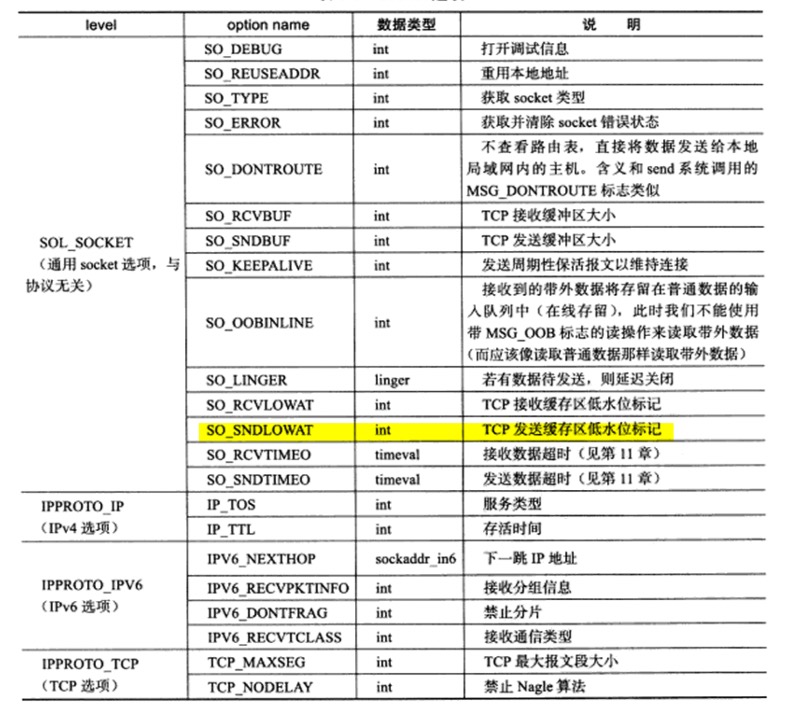 level option name 数据类型 说 明
SO_DEBUG int 打开调试信息
SO_REUSEADDR int 重用本地地址
SO_TYPE int 获取 socket 类型
SO_ERROR int 获取并清除 socket 错误状态
不查看路由表，直接将数据发送给本地
SO_DONTROUTE int 局域网内的主机。含义和 send 系统调用的
MSG_DONTROUTE 标志类似
SO_RCVBUF int TCP 接收缓冲区大小
SOL_SOCKET SO_SNDBUF int TCP 发送缓冲区大小
（通用 socket 选项，与 SO_KEEPALIVE int 发送周期性保活报文以维持连接
协议无关）
接收到的带外数据将存留在普通数据的输
SO_OOBINLINE int 入队列中（在线存留），此时我们不能使用
带 MSG_OOB 标志的读操作来读取带外数据
（而应该像读取普通数据那样读取带外数据）
SO_LINGER linger 若有数据待发送，则延迟关闭
SO_RCVLOWAT int TCP 接收缓存区低水位标记
SO_SNDLOWAT int TCP 发送缓存区低水位标记
SO_RCVTIMEO timeval 接收数据超时（见第 11 章）
SO_SNDTIMEO timeval 发送数据超时（见第 11 章）
IPPROTO_IP IP_TOS int 服务类型
（IPv4 选项） IP_TTL int 存活时间
IPV6_NEXTHOP sockaddr_in6 下一跳 IP 地址
IPPROTO_IPV6 IPV6_RECVPKTINFO int 接收分组信息
（IPv6 选项） IPV6_DONTFRAG int 禁止分片
IPV6_RECVTCLASS int 接收通信类型
IPPROTO_TCP TCP_MAXSEG int TCP 最大报文段大小
（TCP 选项） TCP_NODELAY int 禁止 Nagle 算法